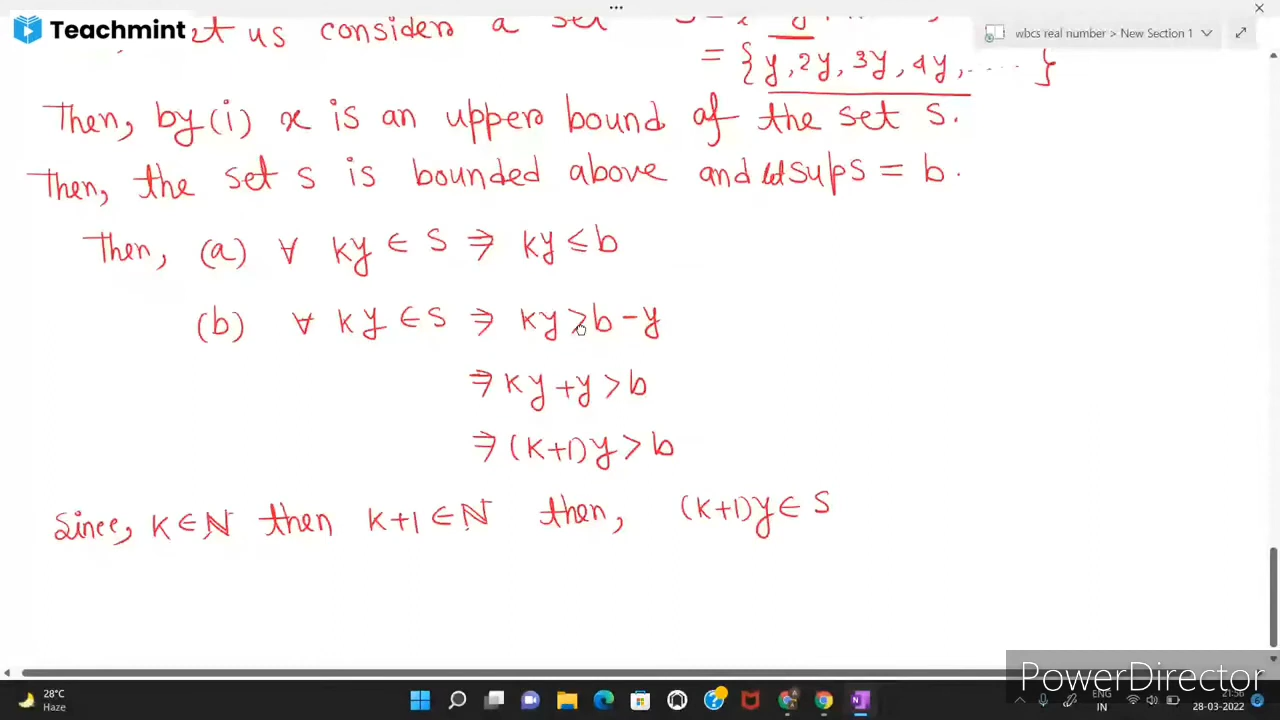 Teachmint
us consider a set
wbcs real number > New Section 1
= {y, 2y, 3y, 4y, ..... }
Then, by (i) x is an upper bound of the set S.
Then, the set S is bounded above and let sup S = b.
Then, (a) ∀ ky ∈ S ⇒ ky ≤ b
(b) ∀ ky ∈ S ⇒ ky > b - y
⇒ ky + y > b
⇒ (k+1)y > b
Since, k ∈ ℕ then k+1 ∈ ℕ then, (k+1)y ∈ S
PowerDirector
28°C
Haze
ENG
IN
28-03-2022